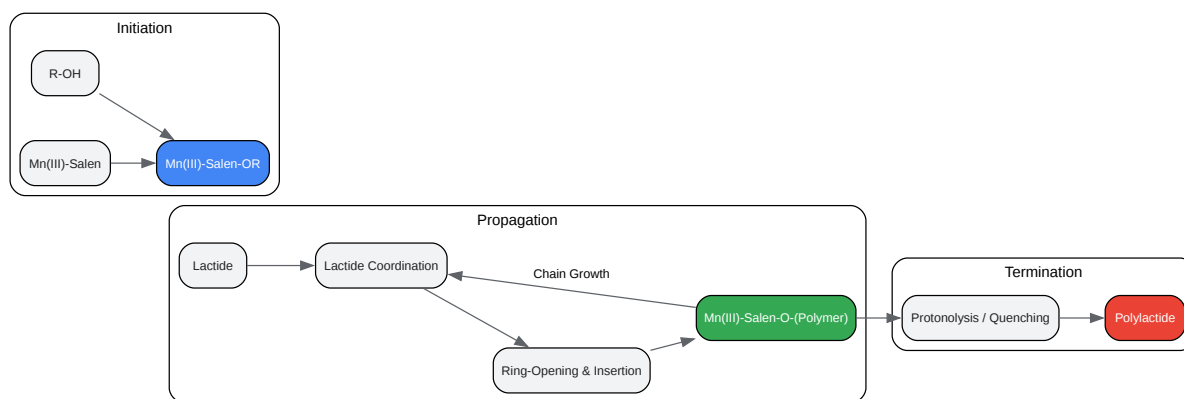 Initiation
R-OH
Mn(III)-Salen
Mn(III)-Salen-OR
Propagation
Lactide
Lactide Coordination
Chain Growth
Ring-Opening & Insertion
Mn(III)-Salen-O-(Polymer)
Termination
Protonolysis / Quenching
Polylactide